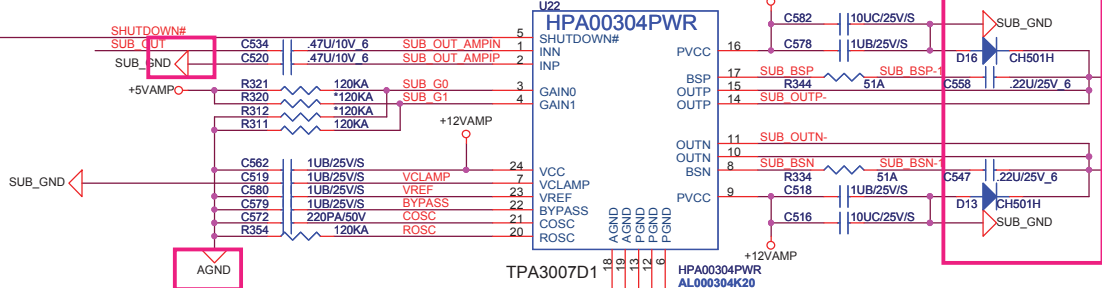 U22
HPA00304PWR
SHUTDOWN#
SUB_OUT
SUB_GND
C534 .47U/10V_6 SUB_OUT_AMPIN
C520 .47U/10V_6 SUB_OUT_AMPIP
5 SHUTDOWN#
1 INN
2 INP
+5VAMP
R321 120KA SUB_G0 3 GAIN0
R320 *120KA SUB_G1 4 GAIN1
R312 *120KA
R311 120KA
+12VAMP
SUB_GND
C562 1UB/25V/S 24 VCC
C519 1UB/25V/S VCLAMP 7 VCLAMP
C580 1UB/25V/S VREF 23 VREF
C579 1UB/25V/S BYPASS 22 BYPASS
C572 220PA/50V COSC 21 COSC
R354 120KA ROSC 20 ROSC
AGND
C582 10UC/25V/S SUB_GND
PVCC 16 C578 1UB/25V/S D16 CH501H
BSP 17 SUB_BSP R344 51A SUB_BSP-1 C558 .22U/25V_6
OUTP 15
OUTP 14 SUB_OUTP-
OUTN 11 SUB_OUTN-
OUTN 10
BSN 8 SUB_BSN R334 51A SUB_BSN-1 C547 .22U/25V_6
PVCC 9 C518 1UB/25V/S D13 CH501H
C516 10UC/25V/S SUB_GND
+12VAMP
AGND AGND PGND PGND PGND
18 19 13 12 6
TPA3007D1
HPA00304PWR
AL000304K20